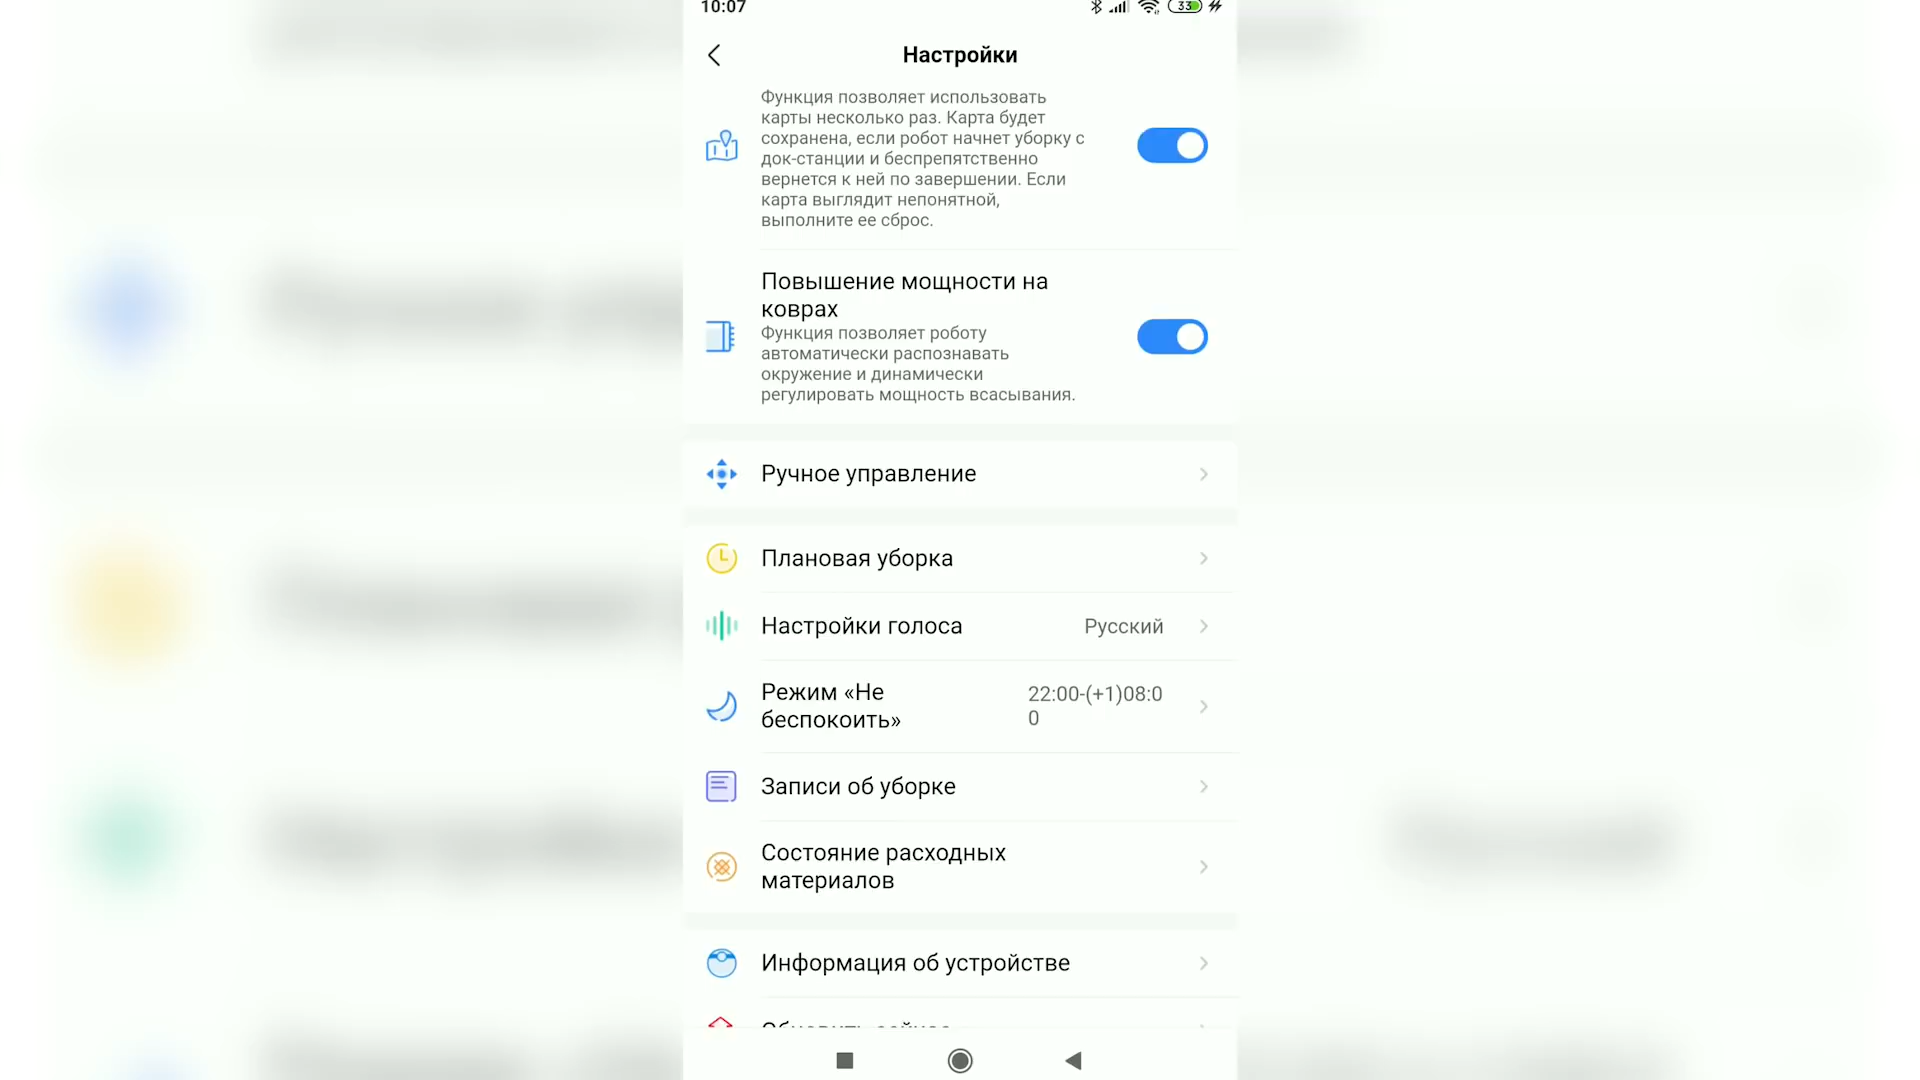 10:07
33
Настройки
Функция позволяет использовать
карты несколько раз. Карта будет
сохранена, если робот начнет уборку с
док-станции и беспрепятственно
вернется к ней по завершении. Если
карта выглядит непонятной,
выполните ее сброс.
Повышение мощности на
коврах
Функция позволяет роботу
автоматически распознавать
окружение и динамически
регулировать мощность всасывания.
Ручное управление
Плановая уборка
Настройки голоса
Русский
Режим «Не
беспокоить»
22:00-(+1)08:0
0
Записи об уборке
Состояние расходных
материалов
Информация об устройстве